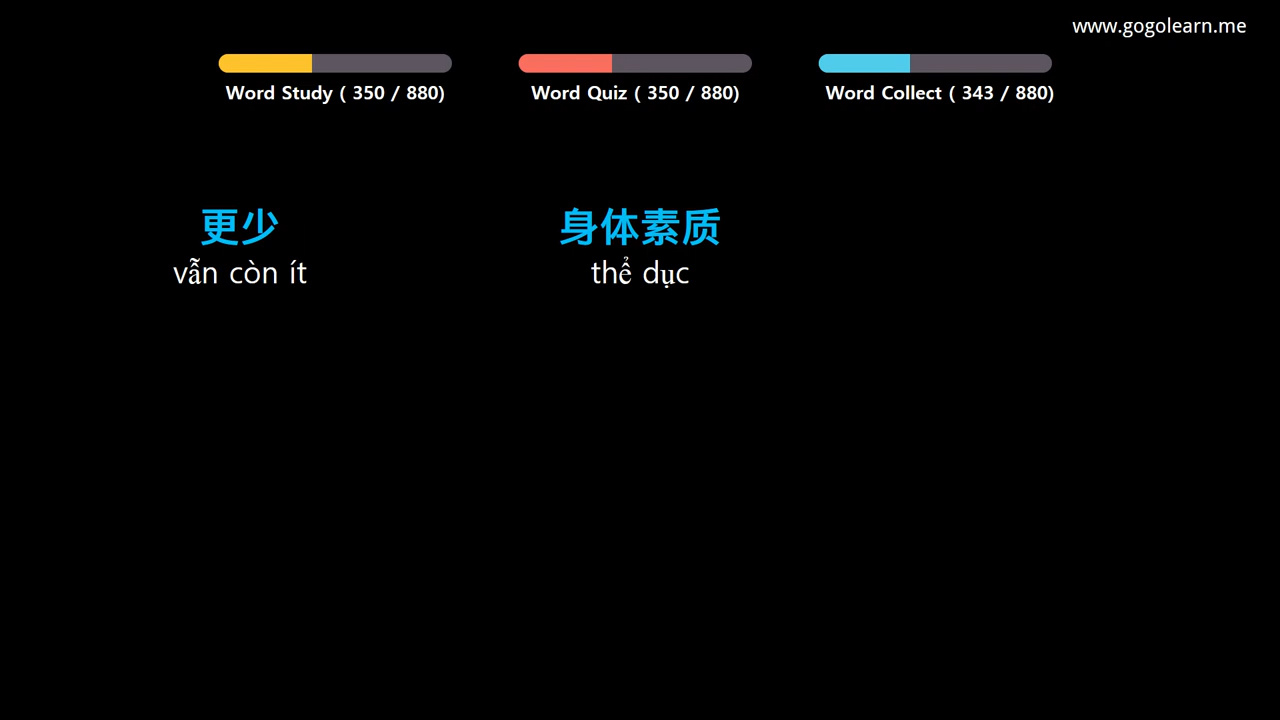 www.gogolearn.me
Word Study ( 350 / 880)
Word Quiz ( 350 / 880)
Word Collect ( 343 / 880)
更少
vẫn còn ít
身体素质
thể dục